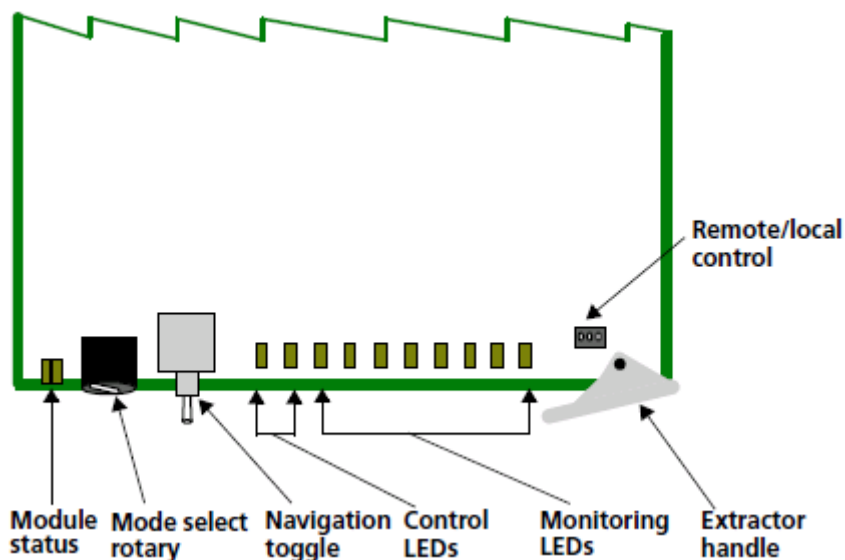 Remote/local
control
Module
status
Mode select
rotary
Navigation
toggle
Control
LEDs
Monitoring
LEDs
Extractor
handle